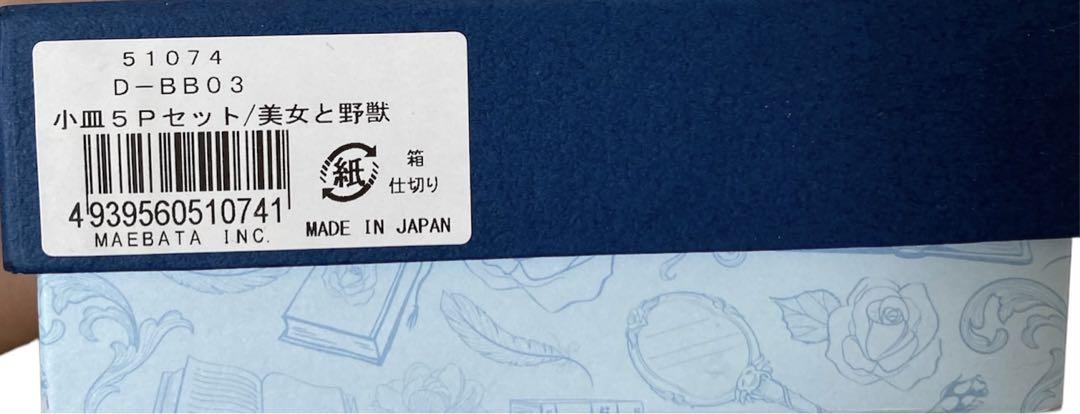 51074
D-BB03
小皿5Pセット/美女と野獣
紙
箱
仕切り
4939560510741
MADE IN JAPAN
MAEBATA INC.